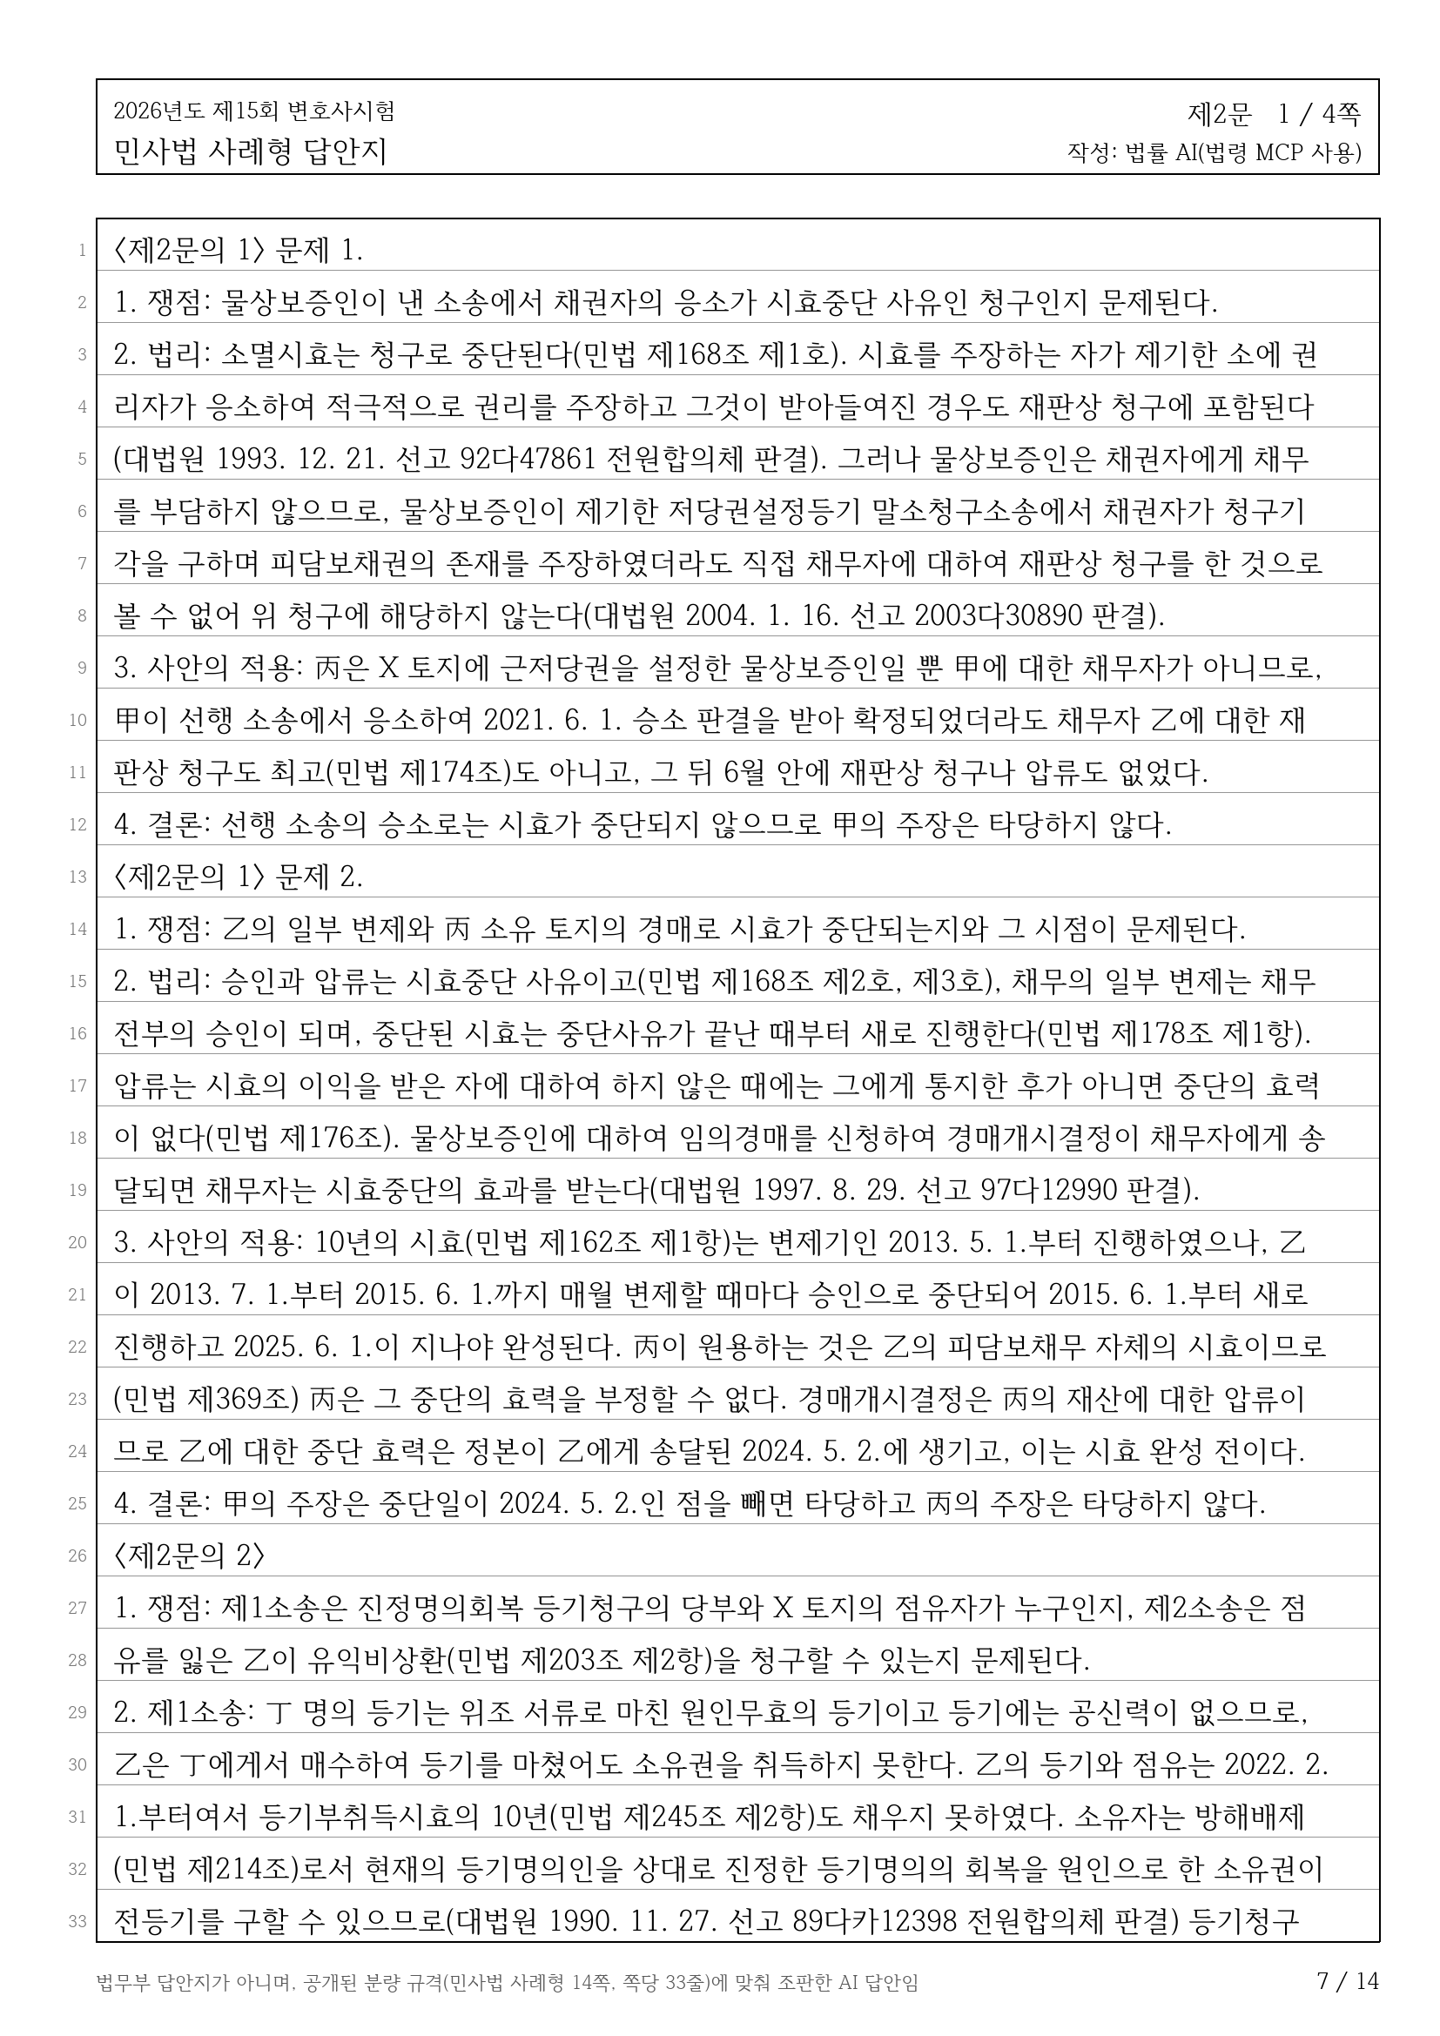 2026년도 제15회 변호사시험
민사법 사례형 답안지
제2문 1 / 4쪽
작성: 법률 AI(법령 MCP 사용)
1 〈제2문의 1〉 문제 1.
2 1. 쟁점: 물상보증인이 낸 소송에서 채권자의 응소가 시효중단 사유인 청구인지 문제된다.
3 2. 법리: 소멸시효는 청구로 중단된다(민법 제168조 제1호). 시효를 주장하는 자가 제기한 소에 권
4 리자가 응소하여 적극적으로 권리를 주장하고 그것이 받아들여진 경우도 재판상 청구에 포함된다
5 (대법원 1993. 12. 21. 선고 92다47861 전원합의체 판결). 그러나 물상보증인은 채권자에게 채무
6 를 부담하지 않으므로, 물상보증인이 제기한 저당권설정등기 말소청구소송에서 채권자가 청구기
7 각을 구하며 피담보채권의 존재를 주장하였더라도 직접 채무자에 대하여 재판상 청구를 한 것으로
8 볼 수 없어 위 청구에 해당하지 않는다(대법원 2004. 1. 16. 선고 2003다30890 판결).
9 3. 사안의 적용: 丙은 X 토지에 근저당권을 설정한 물상보증인일 뿐 甲에 대한 채무자가 아니므로,
10 甲이 선행 소송에서 응소하여 2021. 6. 1. 승소 판결을 받아 확정되었더라도 채무자 乙에 대한 재
11 판상 청구도 최고(민법 제174조)도 아니고, 그 뒤 6월 안에 재판상 청구나 압류도 없었다.
12 4. 결론: 선행 소송의 승소로는 시효가 중단되지 않으므로 甲의 주장은 타당하지 않다.
13 〈제2문의 1〉 문제 2.
14 1. 쟁점: 乙의 일부 변제와 丙 소유 토지의 경매로 시효가 중단되는지와 그 시점이 문제된다.
15 2. 법리: 승인과 압류는 시효중단 사유이고(민법 제168조 제2호, 제3호), 채무의 일부 변제는 채무
16 전부의 승인이 되며, 중단된 시효는 중단사유가 끝난 때부터 새로 진행한다(민법 제178조 제1항).
17 압류는 시효의 이익을 받은 자에 대하여 하지 않은 때에는 그에게 통지한 후가 아니면 중단의 효력
18 이 없다(민법 제176조). 물상보증인에 대하여 임의경매를 신청하여 경매개시결정이 채무자에게 송
19 달되면 채무자는 시효중단의 효과를 받는다(대법원 1997. 8. 29. 선고 97다12990 판결).
20 3. 사안의 적용: 10년의 시효(민법 제162조 제1항)는 변제기인 2013. 5. 1.부터 진행하였으나, 乙
21 이 2013. 7. 1.부터 2015. 6. 1.까지 매월 변제할 때마다 승인으로 중단되어 2015. 6. 1.부터 새로
22 진행하고 2025. 6. 1.이 지나야 완성된다. 丙이 원용하는 것은 乙의 피담보채무 자체의 시효이므로
23 (민법 제369조) 丙은 그 중단의 효력을 부정할 수 없다. 경매개시결정은 丙의 재산에 대한 압류이
24 므로 乙에 대한 중단 효력은 정본이 乙에게 송달된 2024. 5. 2.에 생기고, 이는 시효 완성 전이다.
25 4. 결론: 甲의 주장은 중단일이 2024. 5. 2.인 점을 빼면 타당하고 丙의 주장은 타당하지 않다.
26 〈제2문의 2〉
27 1. 쟁점: 제1소송은 진정명의회복 등기청구의 당부와 X 토지의 점유자가 누구인지, 제2소송은 점
28 유를 잃은 乙이 유익비상환(민법 제203조 제2항)을 청구할 수 있는지 문제된다.
29 2. 제1소송: 丁 명의 등기는 위조 서류로 마친 원인무효의 등기이고 등기에는 공신력이 없으므로,
30 乙은 丁에게서 매수하여 등기를 마쳤어도 소유권을 취득하지 못한다. 乙의 등기와 점유는 2022. 2.
31 1.부터여서 등기부취득시효의 10년(민법 제245조 제2항)도 채우지 못하였다. 소유자는 방해배제
32 (민법 제214조)로서 현재의 등기명의인을 상대로 진정한 등기명의의 회복을 원인으로 한 소유권이
33 전등기를 구할 수 있으므로(대법원 1990. 11. 27. 선고 89다카12398 전원합의체 판결) 등기청구
법무부 답안지가 아니며, 공개된 분량 규격(민사법 사례형 14쪽, 쪽당 33줄)에 맞춰 조판한 AI 답안임
7 / 14